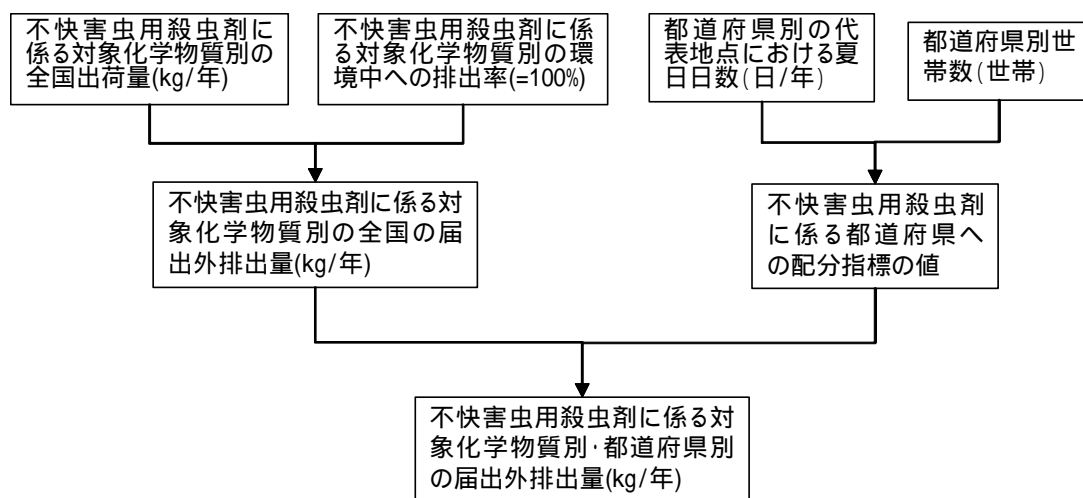 不快害虫用殺虫剤に
係る対象化学物質別の
全国出荷量(kg/年)
不快害虫用殺虫剤に係
る対象化学物質別の環
境中への排出率(=100%)
都道府県別の代
表地点における夏
日日数(日/年)
都道府県別世
帯数(世帯)
不快害虫用殺虫剤に係る対
象化学物質別の全国の届
出外排出量(kg/年)
不快害虫用殺虫剤
に係る都道府県へ
の配分指標の値
不快害虫用殺虫剤に係る対
象化学物質別・都道府県別
の届出外排出量(kg/年)